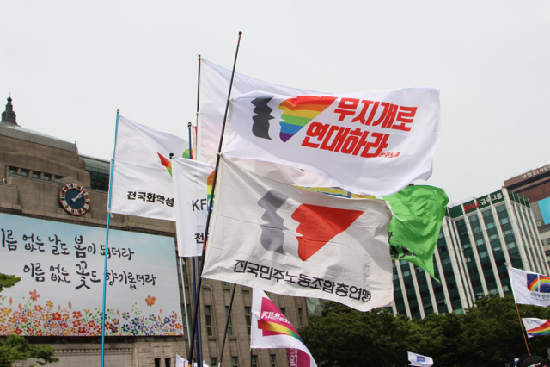 무지개로
연대하라
전국민주노동조합총연맹
전국화학섬
KF
이름 없는 날도 봄이 되더라
이름 없는 꽃도 향기롭더라